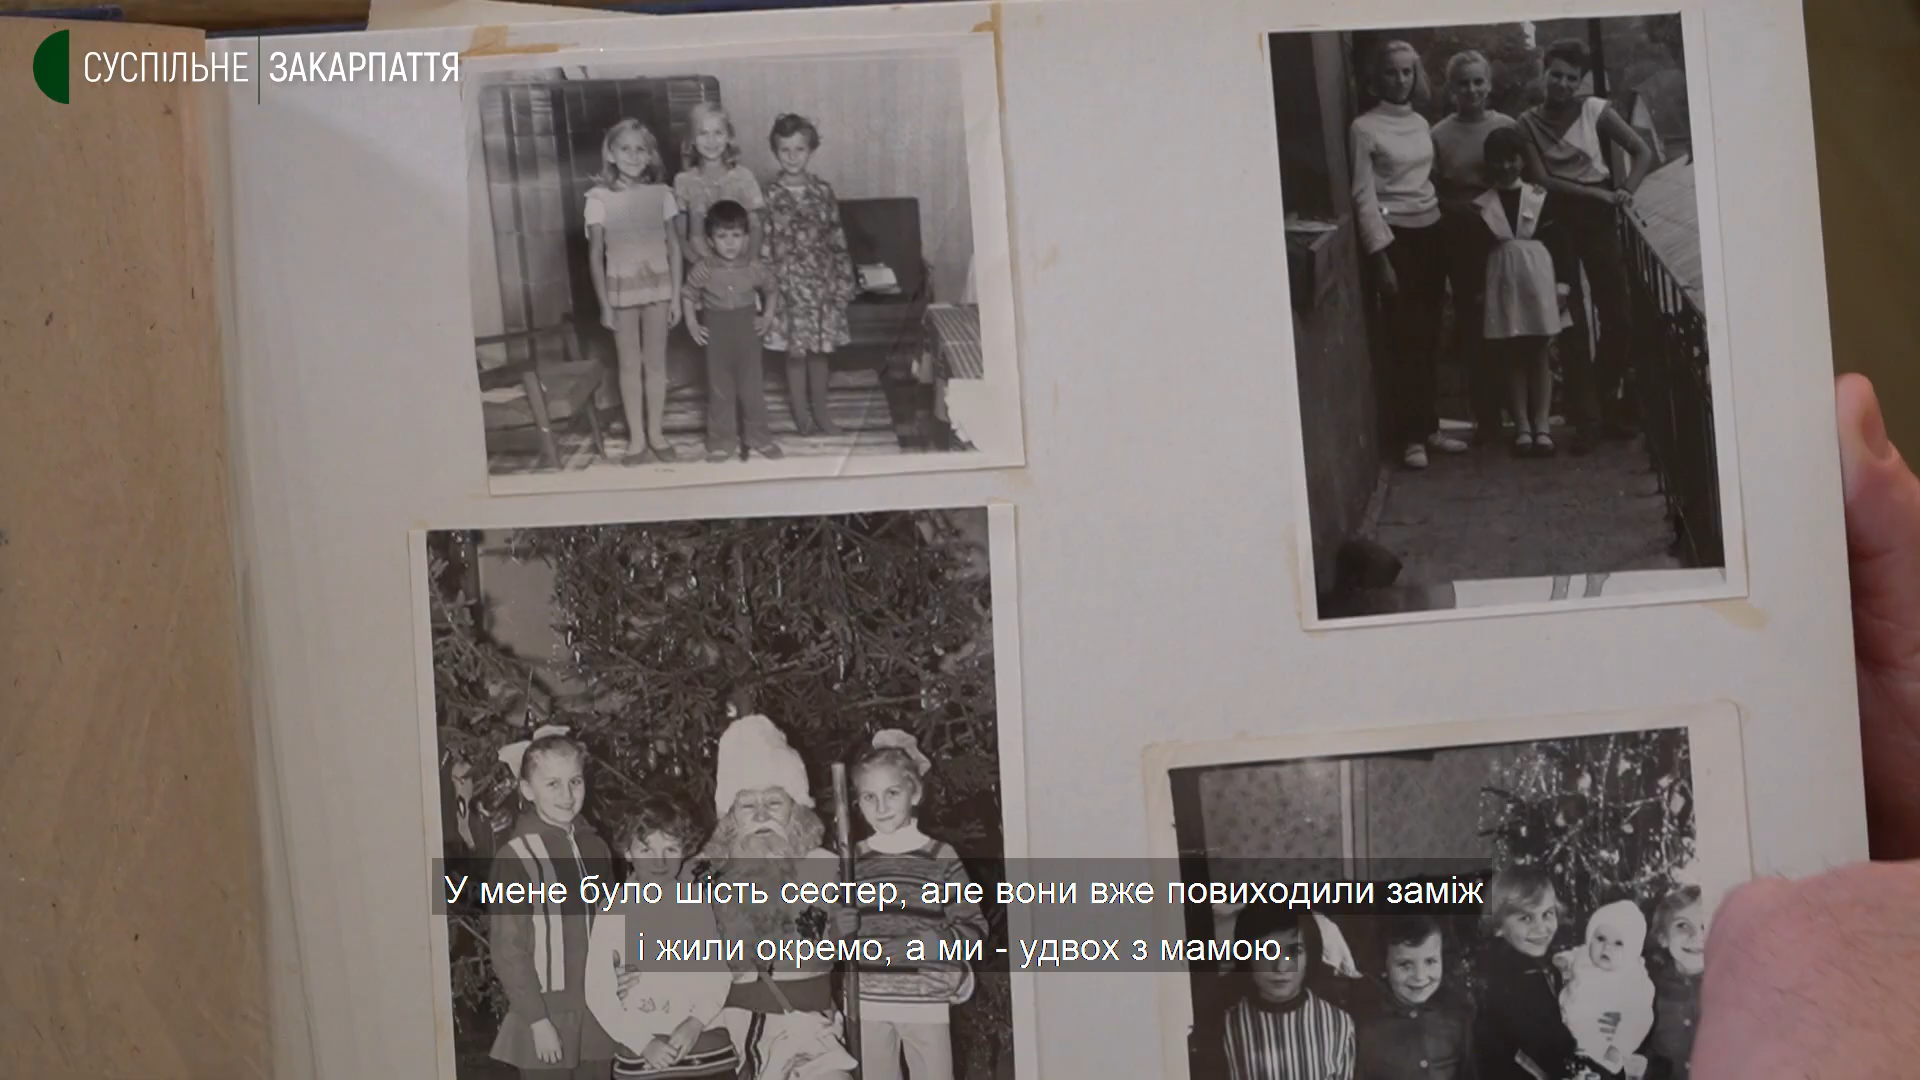 СУСПІЛЬНЕ ЗАКАРПАТТЯ
У мене було шість сестер, але вони вже повиходили заміж
і жили окремо, а ми - удвох з мамою.